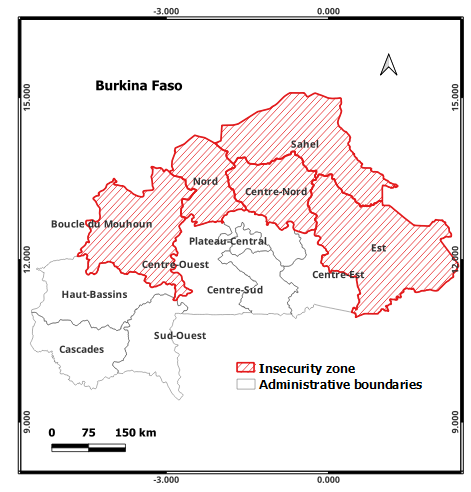 -3.000 0.000
Burkina Faso
15.000 15.000
Sahel
Nord
Centre-Nord
Boucle du Mouhoun
Plateau-Central
Est
12.000 12.000
Centre-Ouest
Centre-Est
Haut-Bassins
Centre-Sud
Sud-Ouest
Cascades
Insecurity zone
Administrative boundaries
9.000 9.000
0 75 150 km
-3.000 0.000